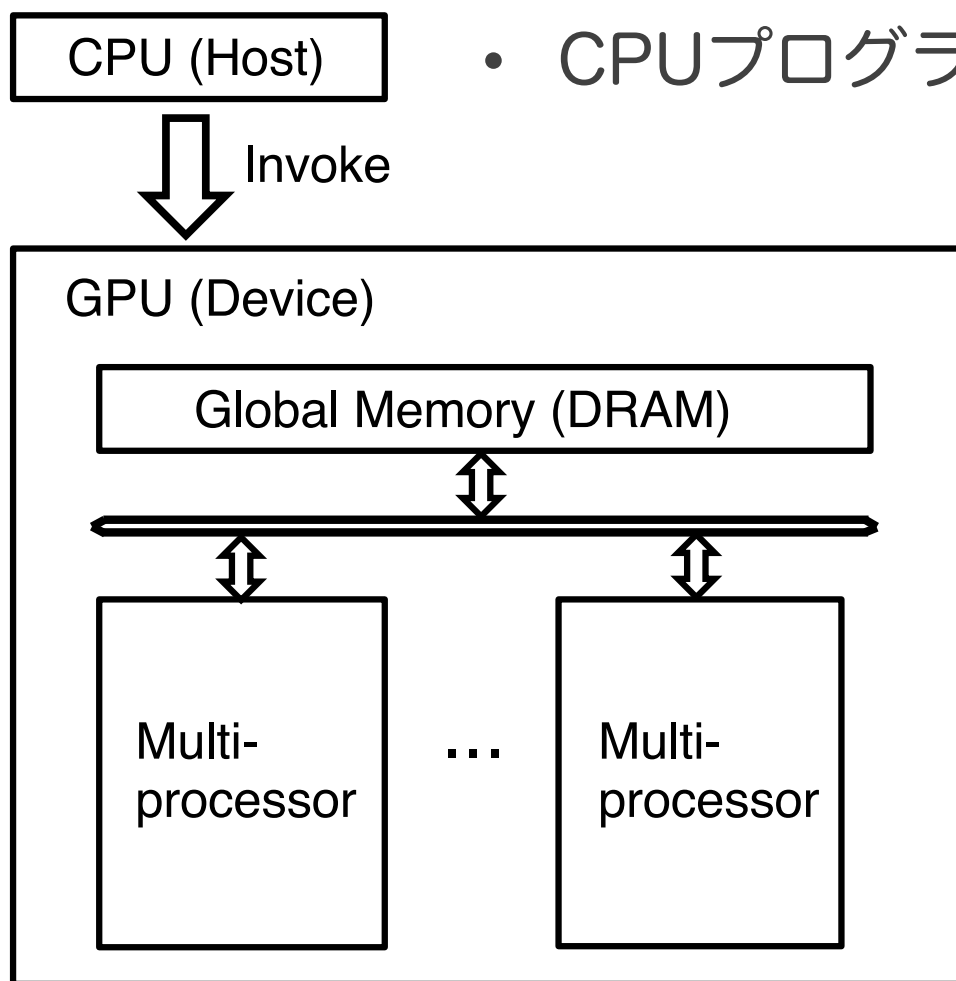 CPU (Host)
• CPUプログラ
Invoke
GPU (Device)
Global Memory (DRAM)
Multi-
processor
...
Multi-
processor